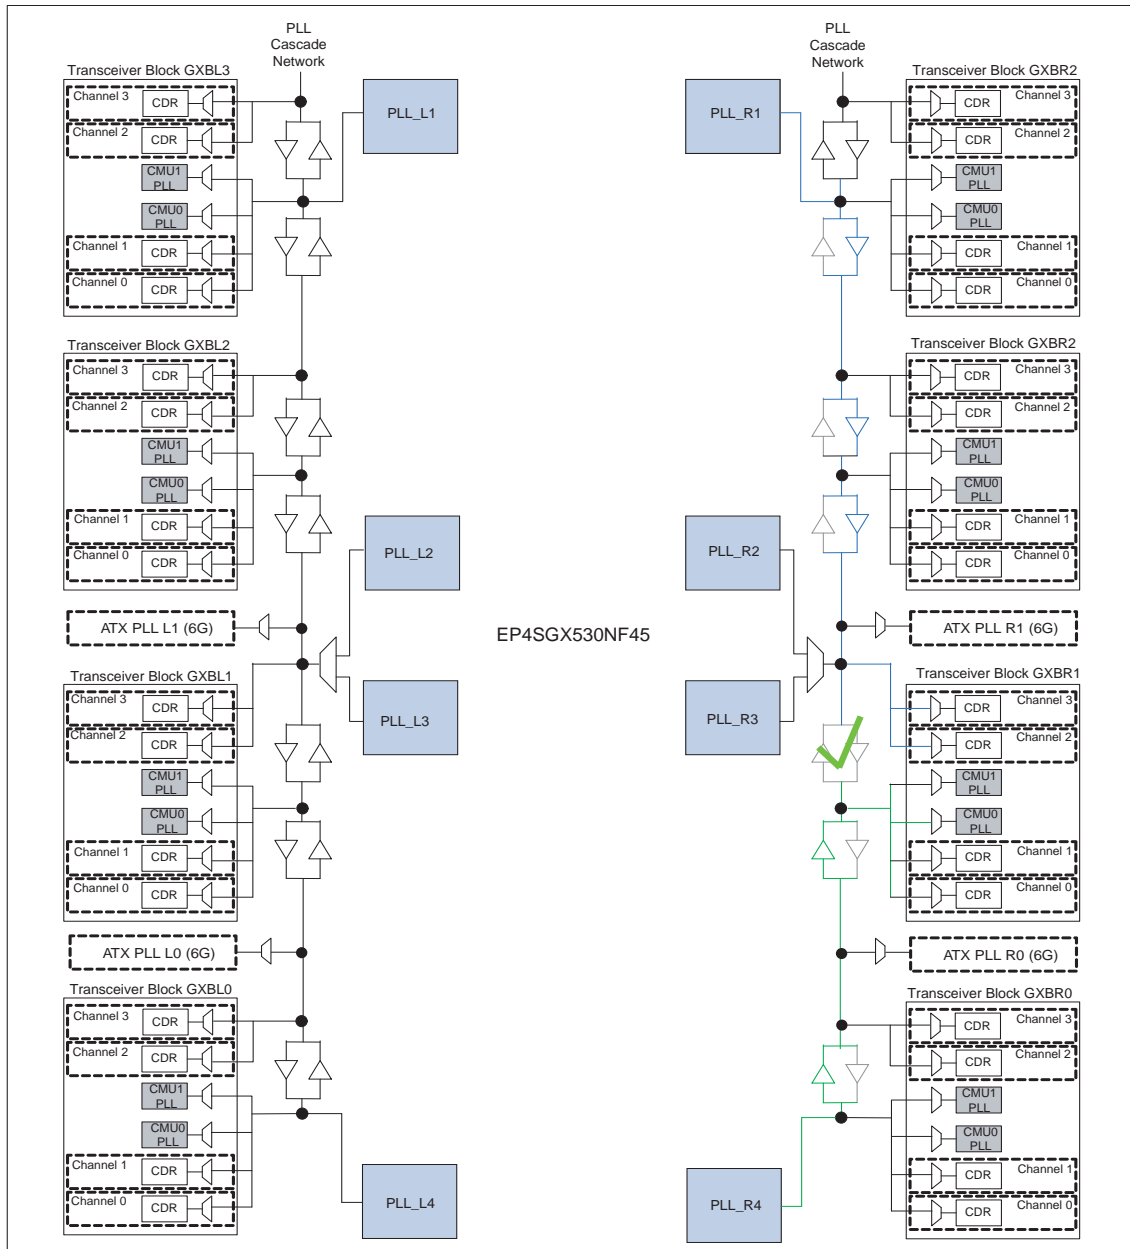 PLL
Cascade
Network
Transceiver Block GXBL3
Channel 3
CDR
Channel 2
CDR
CMU1
PLL
CMU0
PLL
Channel 1
CDR
Channel 0
CDR
PLL_L1
Transceiver Block GXBL2
Channel 3
CDR
Channel 2
CDR
CMU1
PLL
CMU0
PLL
Channel 1
CDR
Channel 0
CDR
PLL_L2
ATX PLL L1 (6G)
Transceiver Block GXBL1
Channel 3
CDR
Channel 2
CDR
CMU1
PLL
CMU0
PLL
Channel 1
CDR
Channel 0
CDR
PLL_L3
ATX PLL L0 (6G)
Transceiver Block GXBL0
Channel 3
CDR
Channel 2
CDR
CMU1
PLL
CMU0
PLL
Channel 1
CDR
Channel 0
CDR
PLL_L4
EP4SGX530NF45
PLL
Cascade
Network
PLL_R1
Transceiver Block GXBR2
CDR
Channel 3
CDR
Channel 2
CMU1
PLL
CMU0
PLL
CDR
Channel 1
CDR
Channel 0
Transceiver Block GXBR2
CDR
Channel 3
CDR
Channel 2
CMU1
PLL
CMU0
PLL
CDR
Channel 1
CDR
Channel 0
PLL_R2
ATX PLL R1 (6G)
PLL_R3
Transceiver Block GXBR1
CDR
Channel 3
CDR
Channel 2
CMU1
PLL
CMU0
PLL
CDR
Channel 1
CDR
Channel 0
ATX PLL R0 (6G)
Transceiver Block GXBR0
CDR
Channel 3
CDR
Channel 2
CMU1
PLL
CMU0
PLL
CDR
Channel 1
CDR
Channel 0
PLL_R4